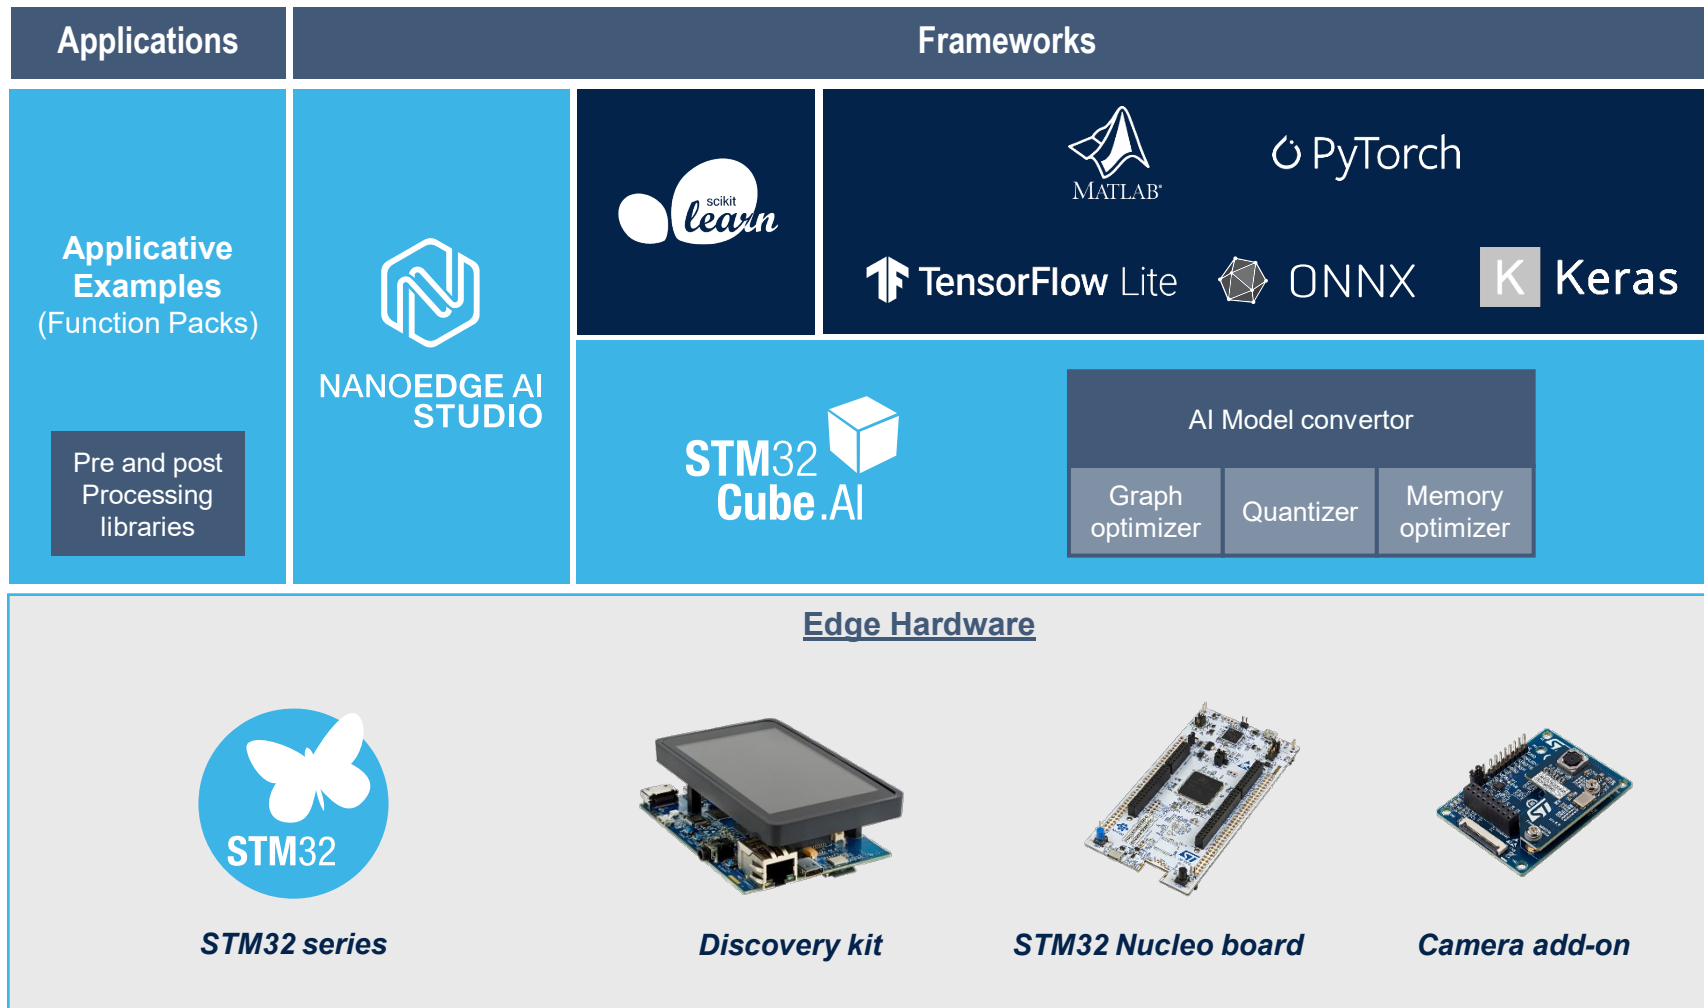 Applications
Frameworks
Applicative
Examples
(Function Packs)
Pre and post
Processing
libraries
NANOEDGE AI
STUDIO
scikit
learn
MATLAB®
PyTorch
TensorFlow Lite
ONNX
K Keras
STM32
Cube.AI
AI Model convertor
Graph
optimizer
Quantizer
Memory
optimizer
Edge Hardware
STM32
STM32 series
Discovery kit
STM32 Nucleo board
Camera add-on